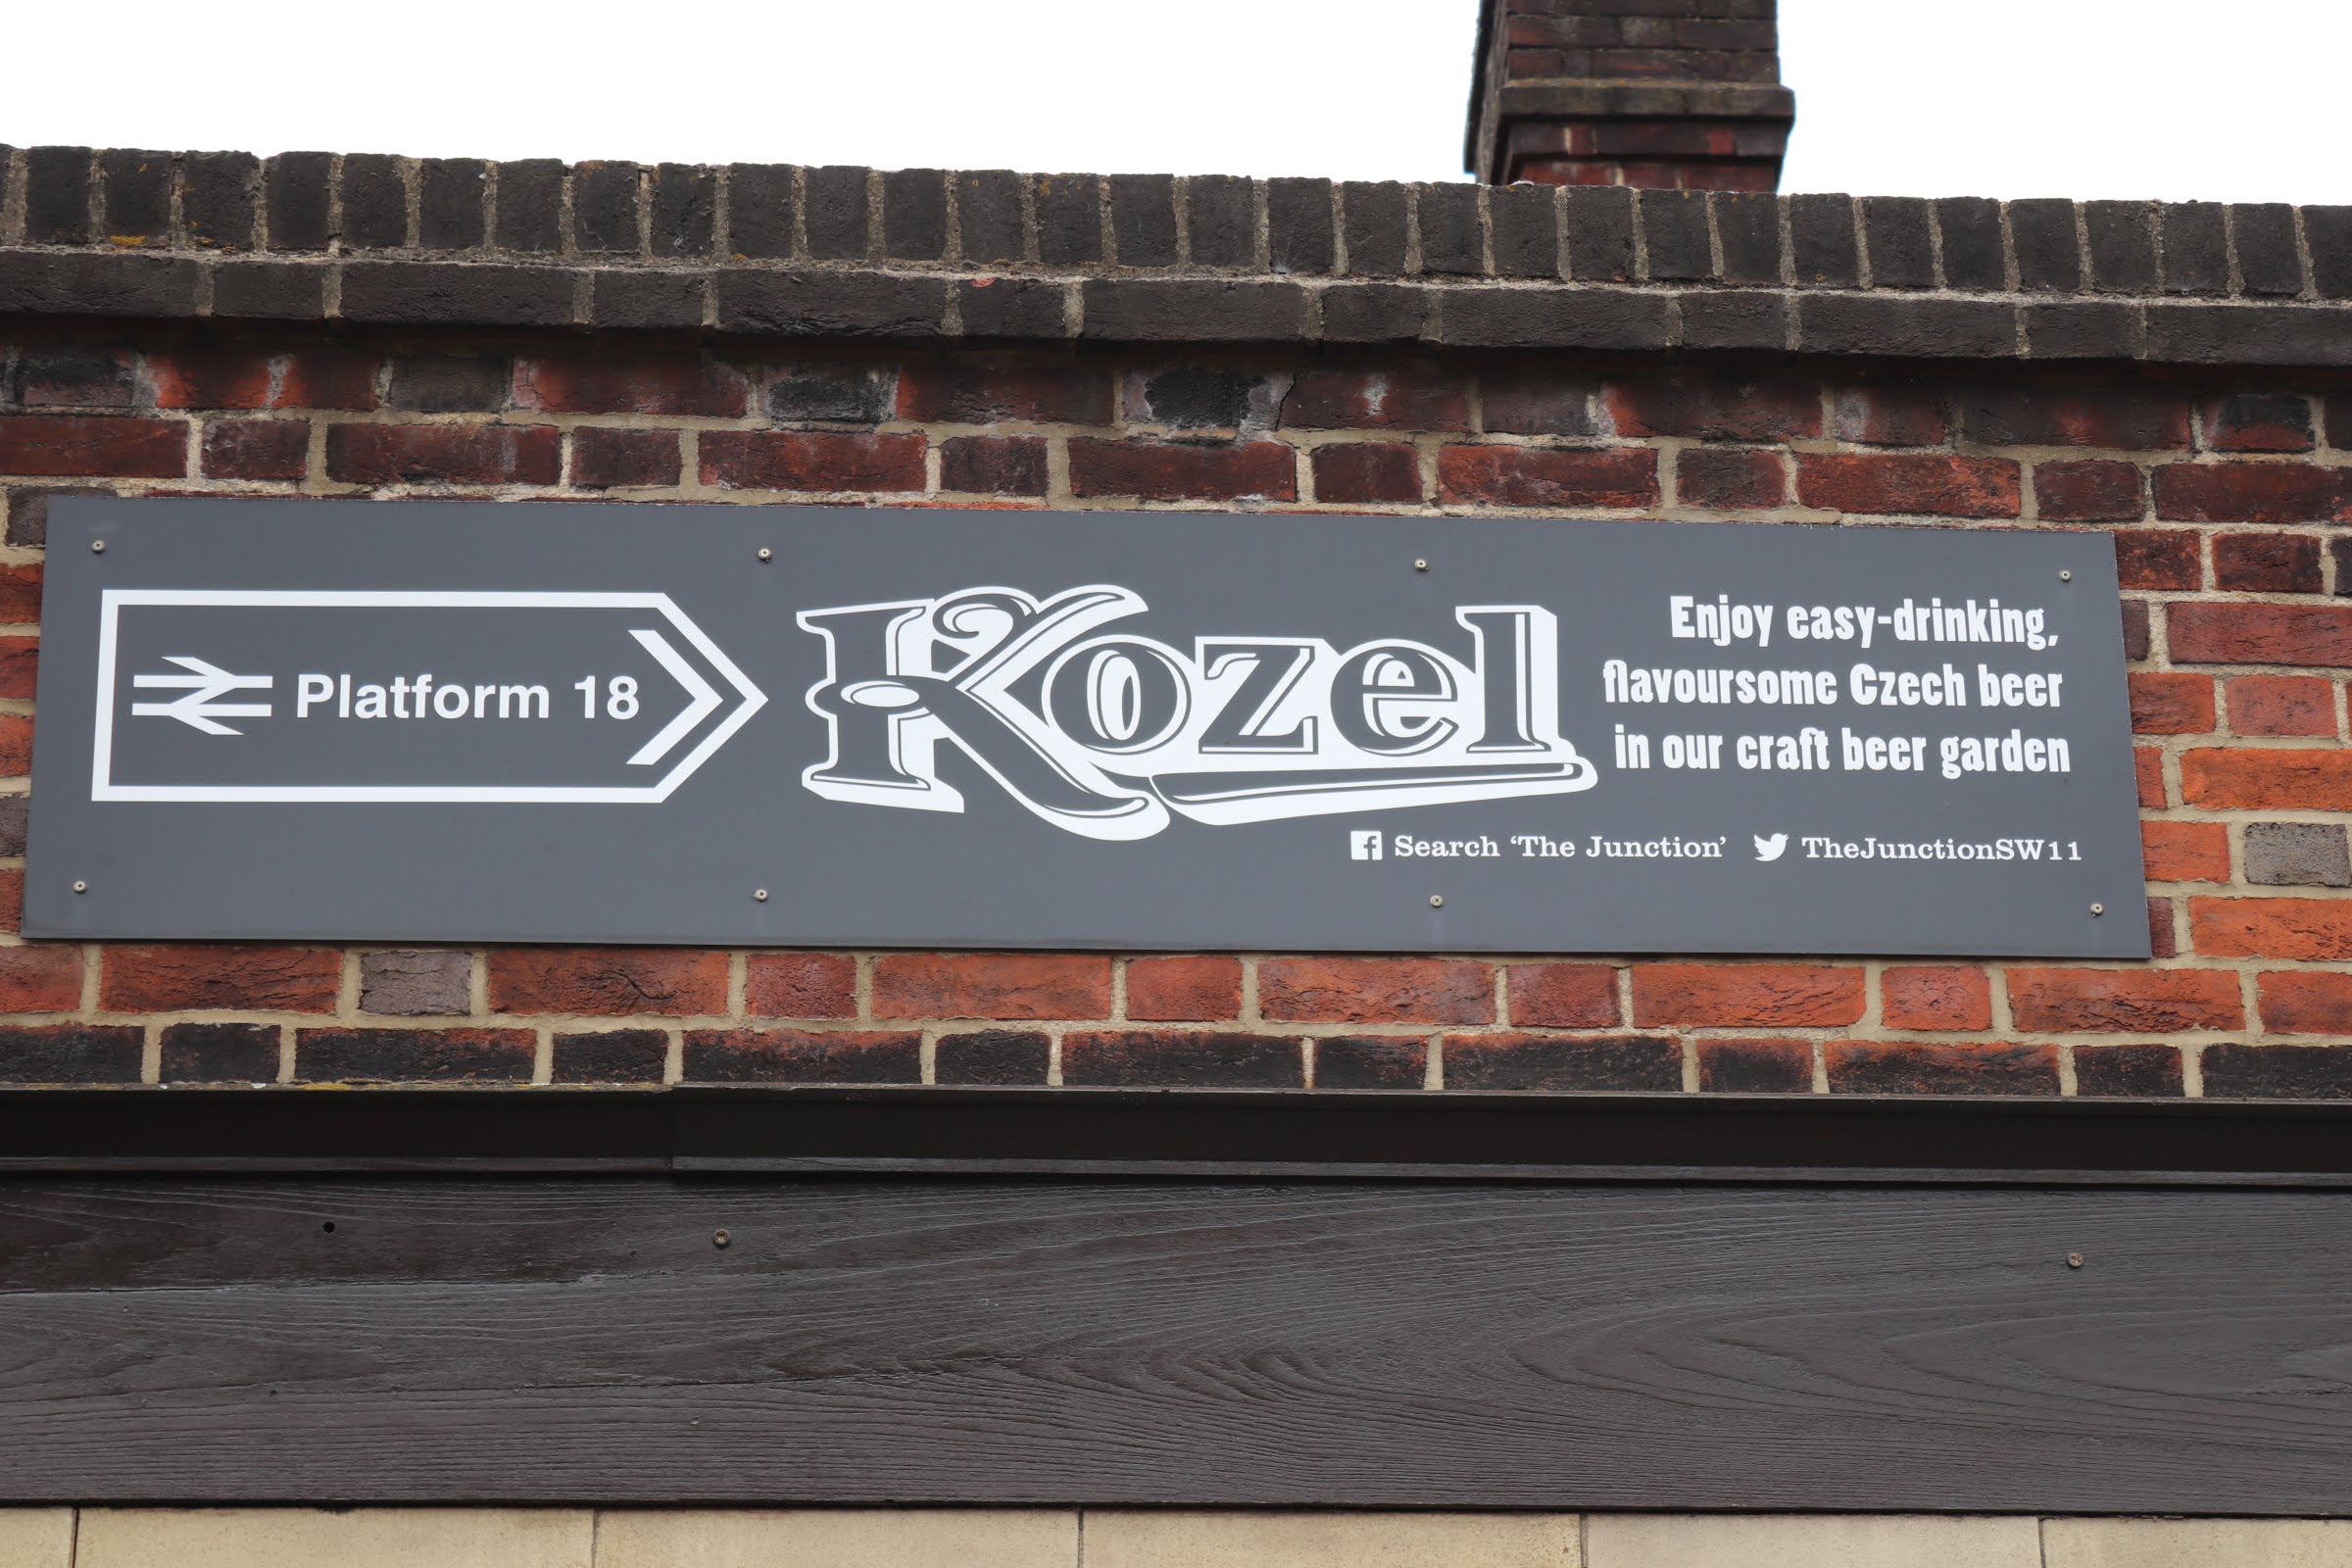 Platform 18
Kozel
Enjoy easy-drinking,
flavoursome Czech beer
in our craft beer garden
Search ‘The Junction’ TheJunctionSW11